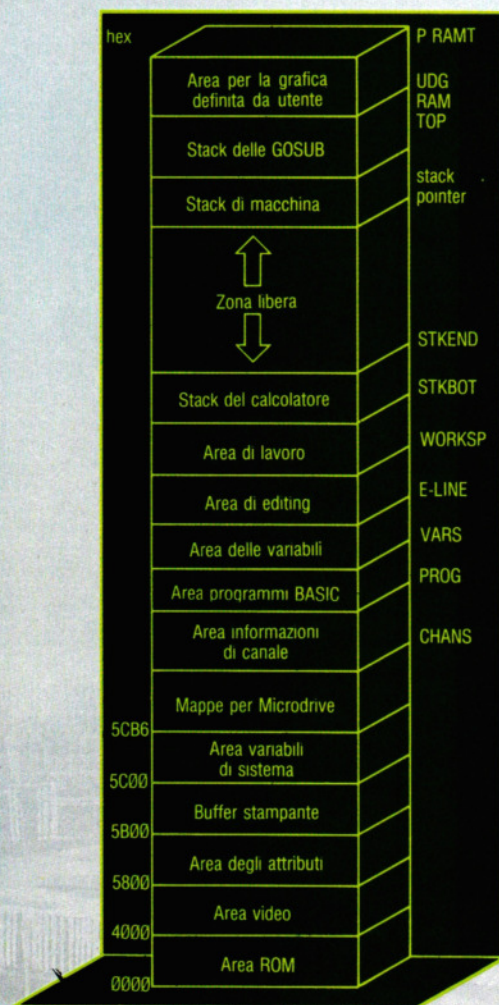 hex
P RAMT
Area per la grafica
definita da utente
UDG
RAM
TOP
Stack delle GOSUB
stack
pointer
Stack di macchina
Zona libera
STKEND
STKBOT
Stack del calcolatore
WORKSP
Area di lavoro
E-LINE
Area di editing
VARS
Area delle variabili
PROG
Area programmi BASIC
Area informazioni
di canale
CHANS
Mappe per Microdrive
5CB6
Area variabili
di sistema
5C00
Buffer stampante
5B00
Area degli attributi
5800
Area video
4000
Area ROM
0000